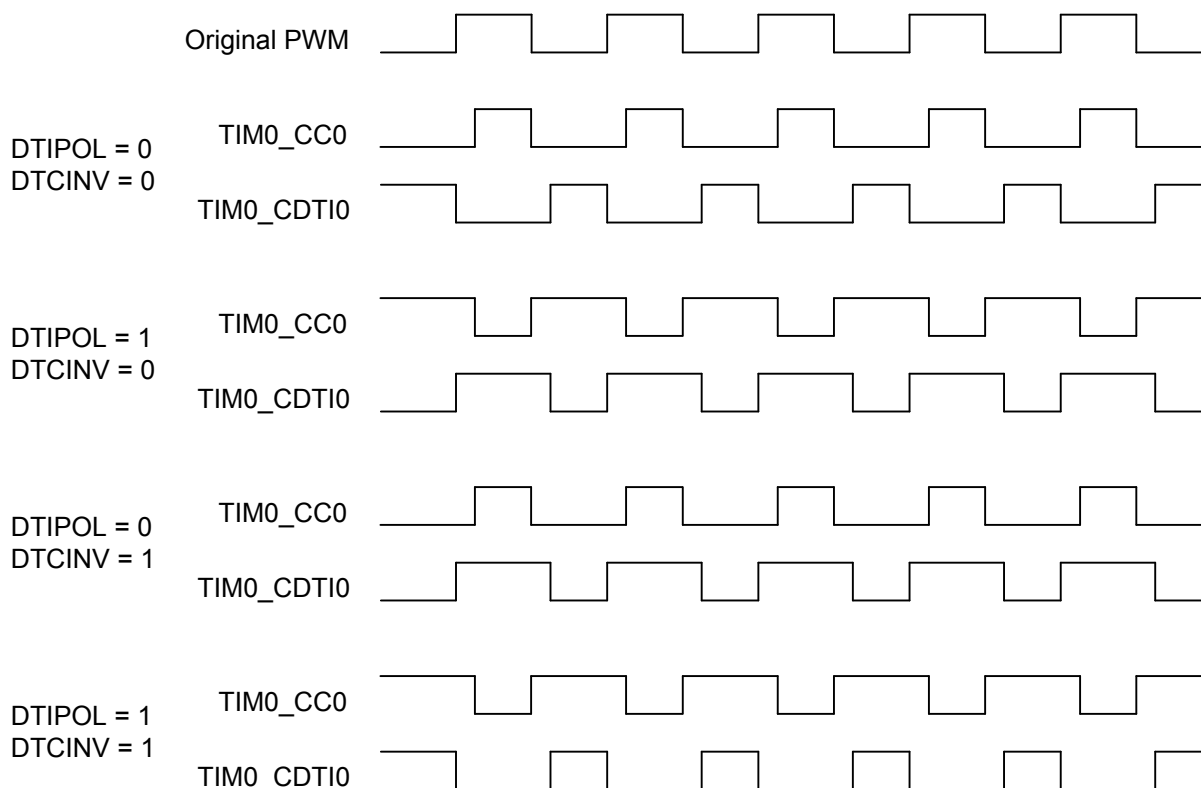 Original PWM
DTIPOL = 0
DTCINV = 0
TIM0_CC0
TIM0_CDTI0
DTIPOL = 1
DTCINV = 0
TIM0_CC0
TIM0_CDTI0
DTIPOL = 0
DTCINV = 1
TIM0_CC0
TIM0_CDTI0
DTIPOL = 1
DTCINV = 1
TIM0_CC0
TIM0_CDTI0